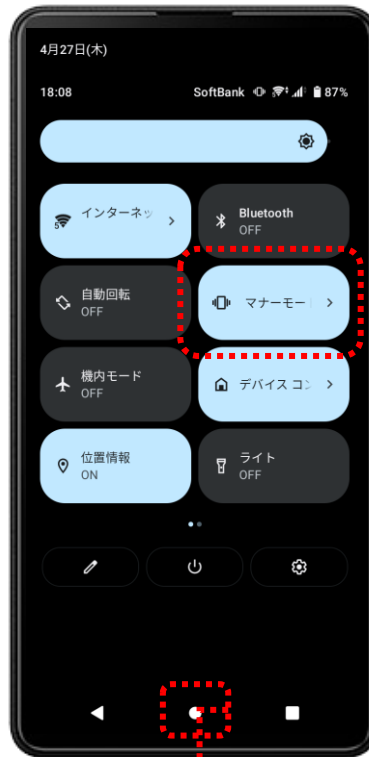 4月27日(木)
18:08 SoftBank 87%
インターネッ
Bluetooth
OFF
自動回転
OFF
マナーモー
機内モード
OFF
デバイス コン
位置情報
ON
ライト
OFF